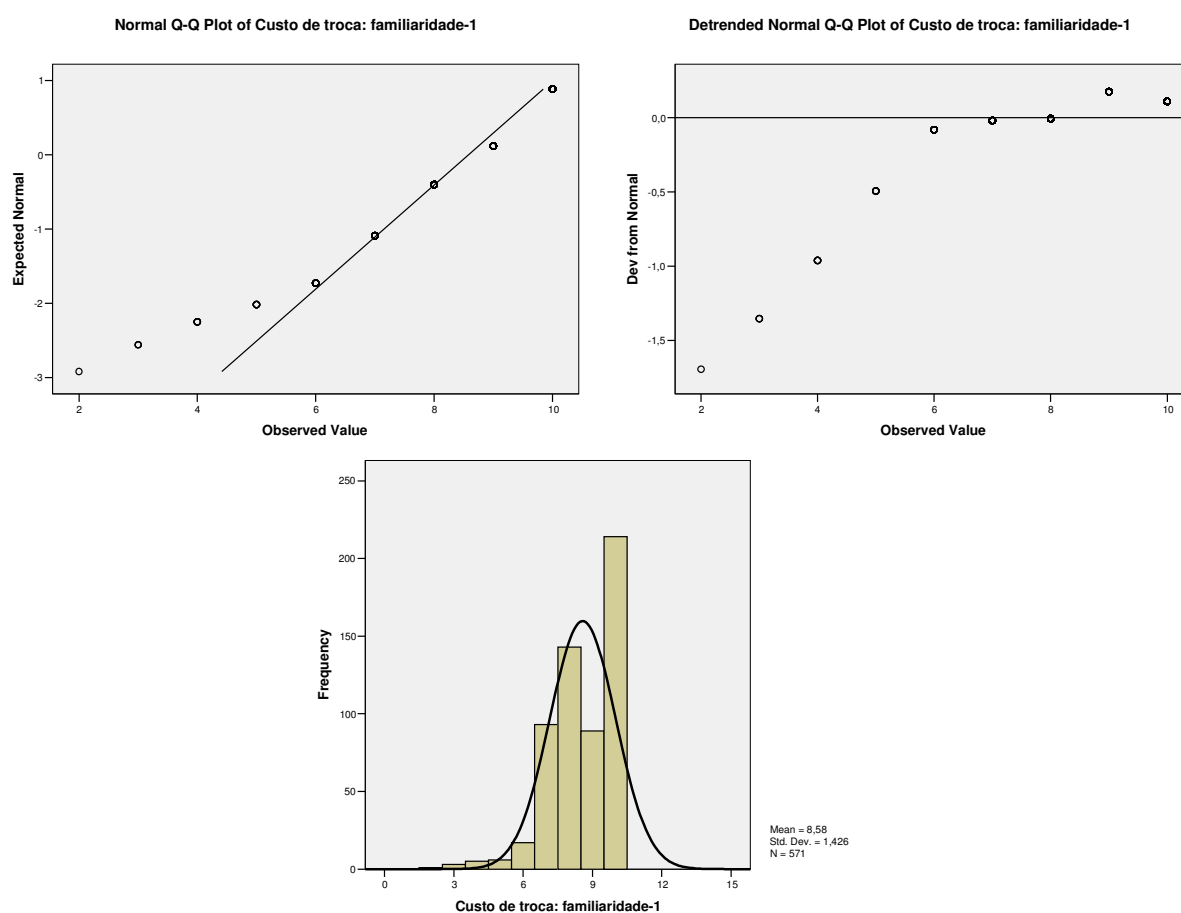 Normal Q-Q Plot of Custo de troca: familiaridade-1
Expected Normal
1
0
-1
-2
-3
2 4 6 8 10
Observed Value
Detrended Normal Q-Q Plot of Custo de troca: familiaridade-1
Dev from Normal
0,0
-0,5
-1,0
-1,5
2 4 6 8 10
Observed Value
Frequency
250
200
150
100
50
0
0 3 6 9 12 15
Custo de troca: familiaridade-1
Mean = 8,58
Std. Dev. = 1,426
N = 571